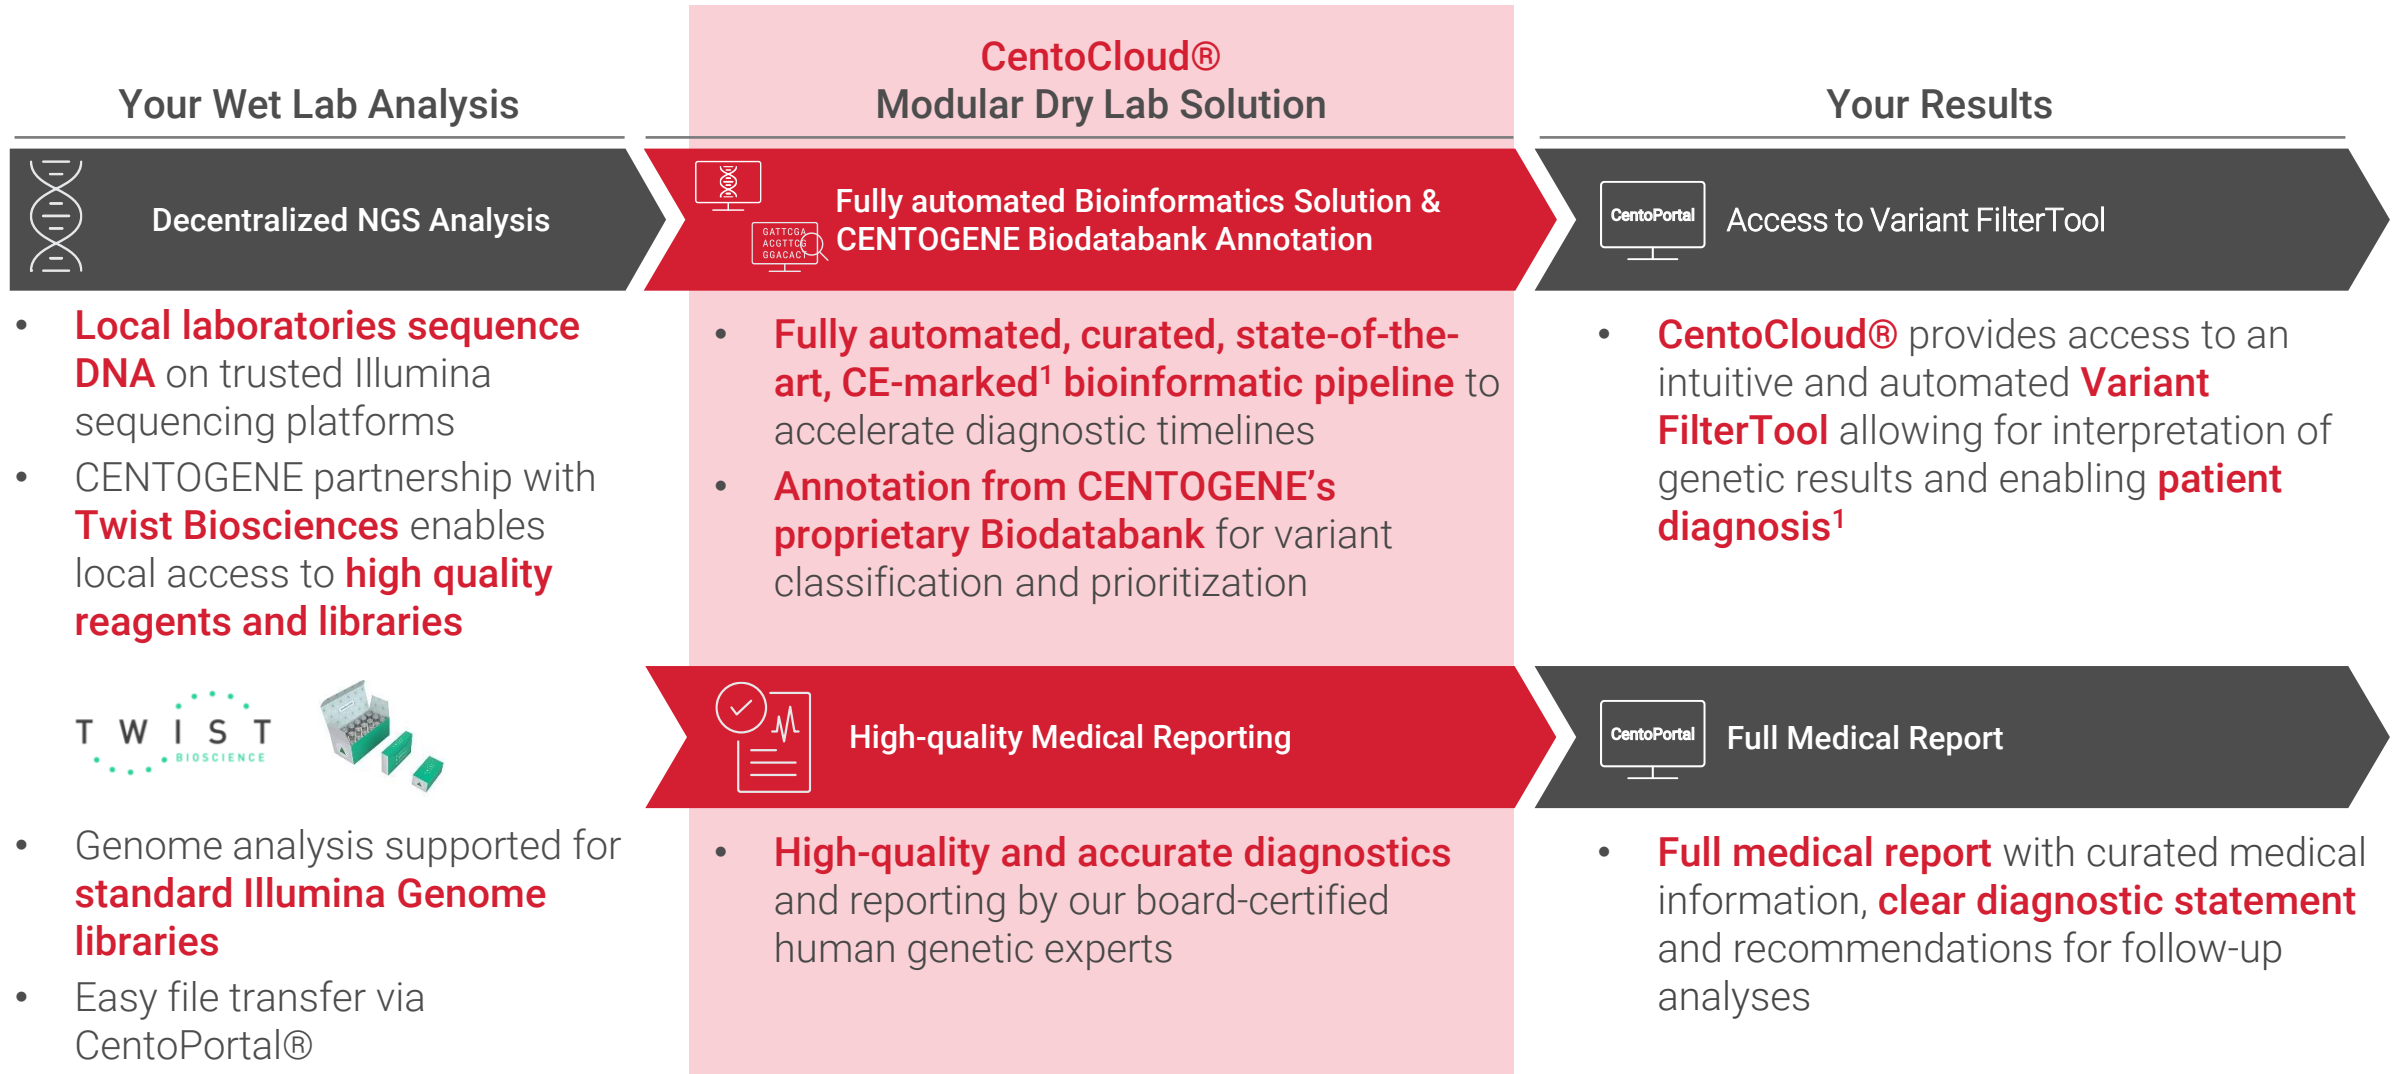 Your Wet Lab Analysis
Decentralized NGS Analysis
• Local laboratories sequence
DNA on trusted Illumina
sequencing platforms
• CENTOGENE partnership with
Twist Biosciences enables
local access to high quality
reagents and libraries
TWIST
BIOSCIENCE
• Genome analysis supported for
standard Illumina Genome
libraries
• Easy file transfer via
CentoPortal®
CentoCloud®
Modular Dry Lab Solution
GATTCGA
ACGTTCG
GGACACT
Fully automated Bioinformatics Solution &
CENTOGENE Biodatabank Annotation
• Fully automated, curated, state-of-the-
art, CE-marked¹ bioinformatic pipeline to
accelerate diagnostic timelines
• Annotation from CENTOGENE’s
proprietary Biodatabank for variant
classification and prioritization
High-quality Medical Reporting
• High-quality and accurate diagnostics
and reporting by our board-certified
human genetic experts
Your Results
CentoPortal
Access to Variant FilterTool
• CentoCloud® provides access to an
intuitive and automated Variant
FilterTool allowing for interpretation of
genetic results and enabling patient
diagnosis¹
CentoPortal
Full Medical Report
• Full medical report with curated medical
information, clear diagnostic statement
and recommendations for follow-up
analyses